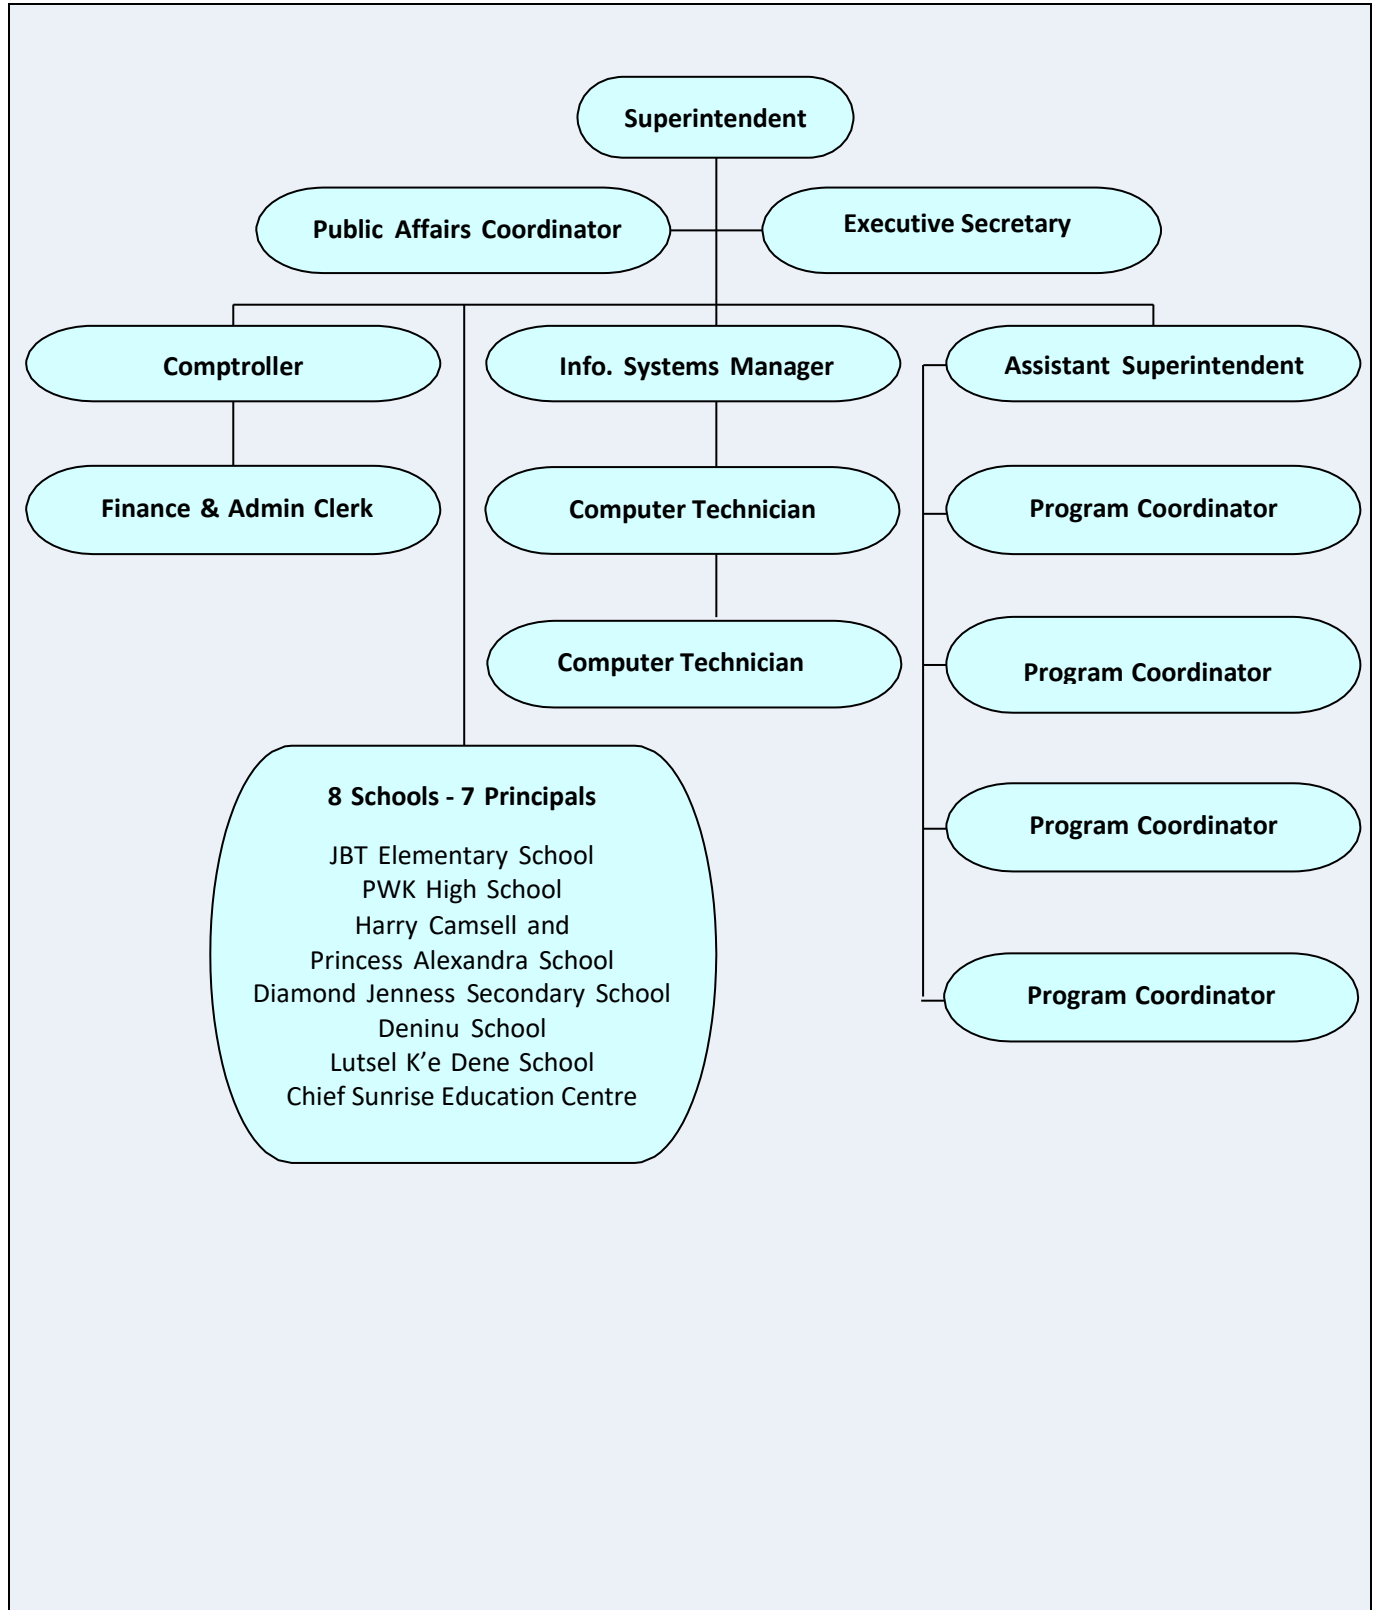 Superintendent
Public Affairs Coordinator
Executive Secretary
Comptroller
Info. Systems Manager
Assistant Superintendent
Finance & Admin Clerk
Computer Technician
Program Coordinator
Computer Technician
Program Coordinator
8 Schools - 7 Principals
JBT Elementary School
PWK High School
Harry Camsell and
Princess Alexandra School
Diamond Jenness Secondary School
Deninu School
Lutsel K’e Dene School
Chief Sunrise Education Centre
Program Coordinator
Program Coordinator